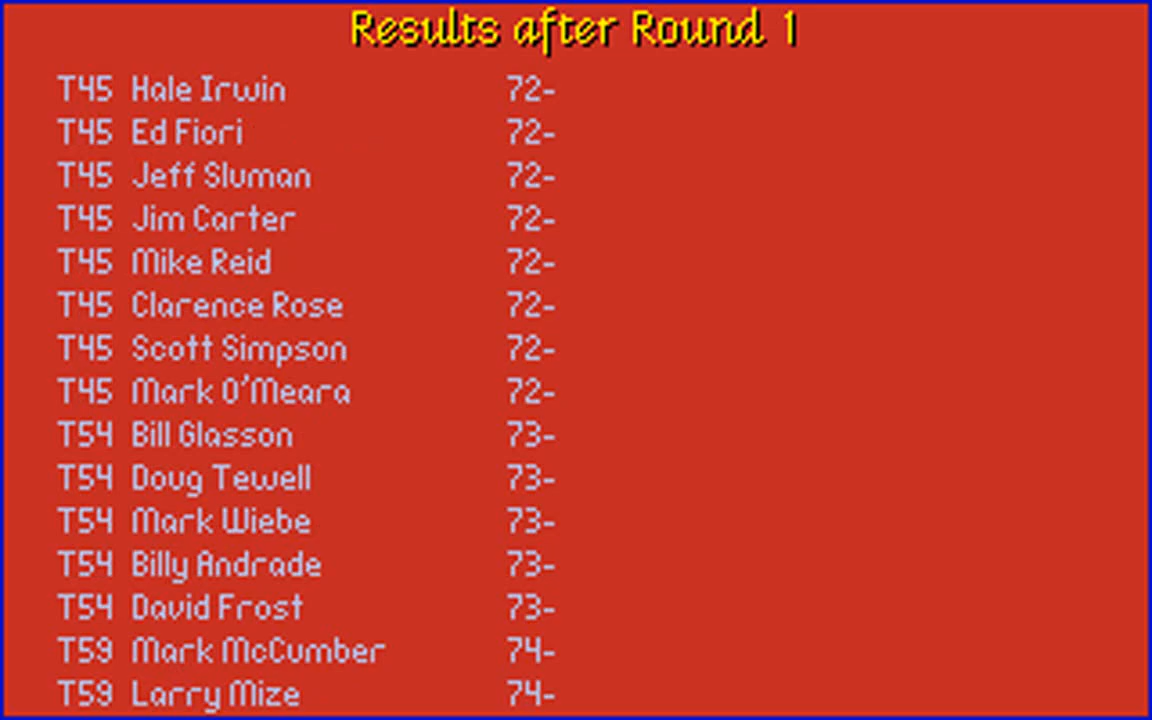 Results after Round 1
T45 Hale Irwin 72-
T45 Ed Fiori 72-
T45 Jeff Sluman 72-
T45 Jim Carter 72-
T45 Mike Reid 72-
T45 Clarence Rose 72-
T45 Scott Simpson 72-
T45 Mark O'Meara 72-
T54 Bill Glasson 73-
T54 Doug Tewell 73-
T54 Mark Wiebe 73-
T54 Billy Andrade 73-
T54 David Frost 73-
T59 Mark McCumber 74-
T59 Larry Mize 74-